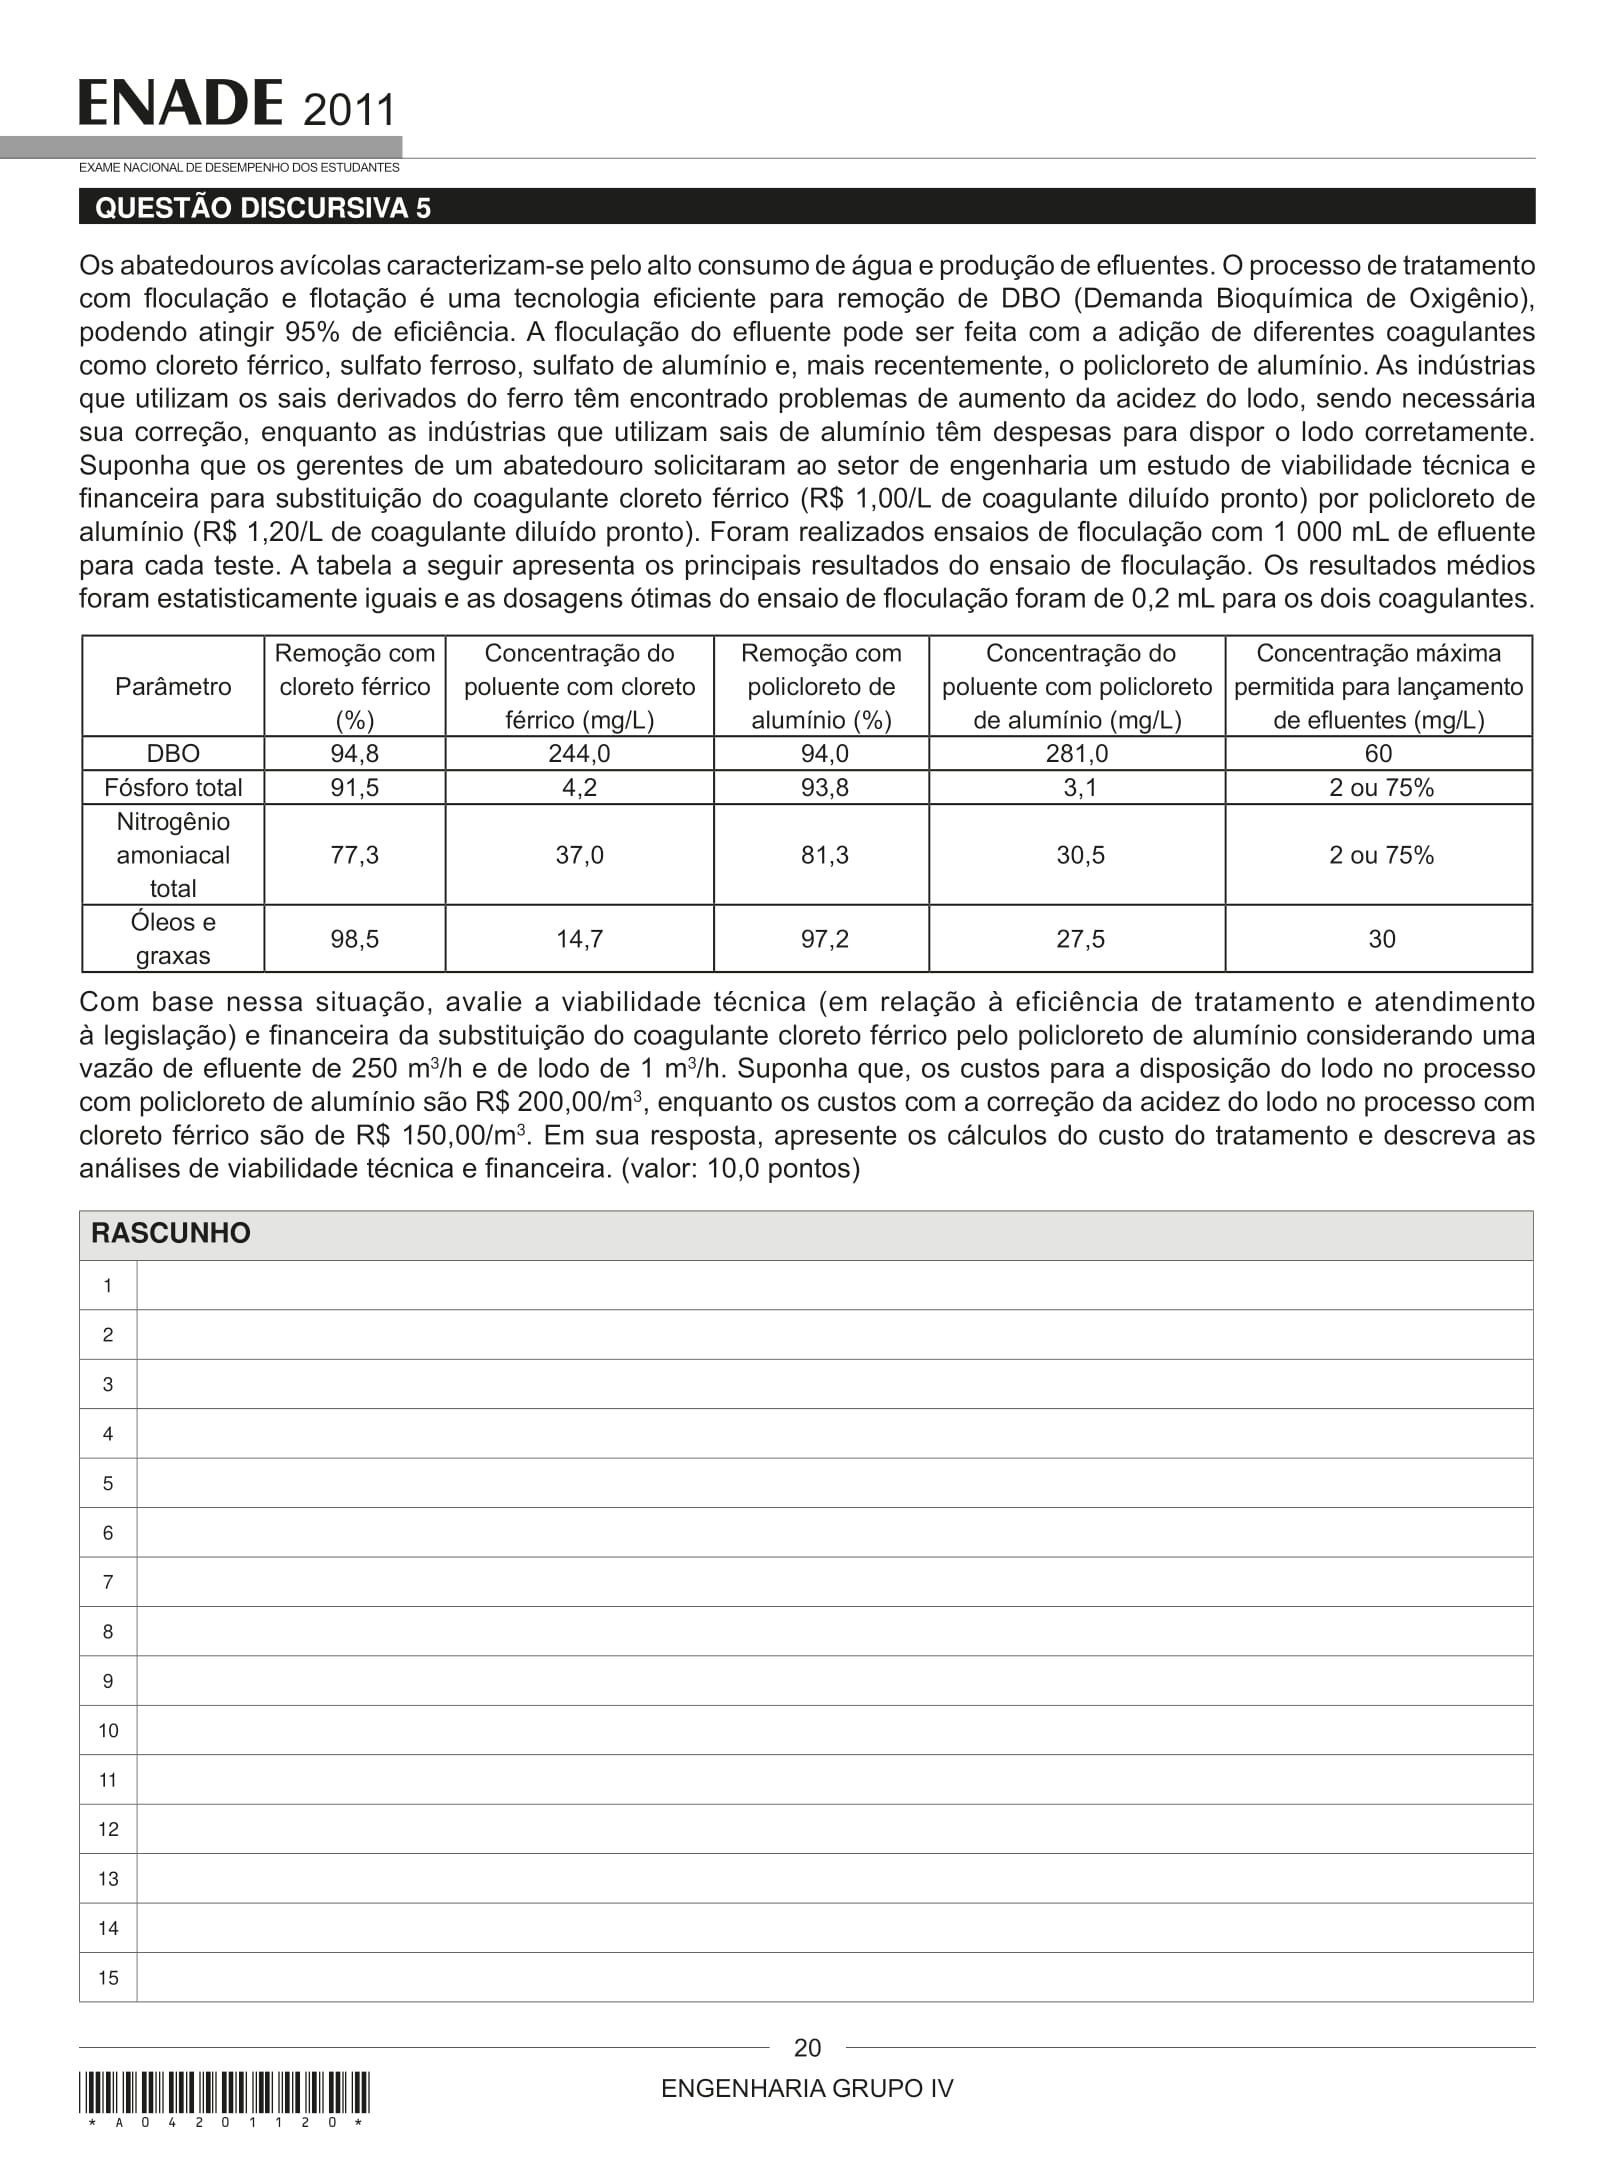 ENADE 2011
EXAME NACIONAL DE DESEMPENHO DOS ESTUDANTES
QUESTÃO DISCURSIVA 5
Os abatedouros avícolas caracterizam-se pelo alto consumo de água e produção de efluentes. O processo de tratamento
com floculação e flotação é uma tecnologia eficiente para remoção de DBO (Demanda Bioquímica de Oxigênio),
podendo atingir 95% de eficiência. A floculação do efluente pode ser feita com a adição de diferentes coagulantes
como cloreto férrico, sulfato ferroso, sulfato de alumínio e, mais recentemente, o policloreto de alumínio. As indústrias
que utilizam os sais derivados do ferro têm encontrado problemas de aumento da acidez do lodo, sendo necessária
sua correção, enquanto as indústrias que utilizam sais de alumínio têm despesas para dispor o lodo corretamente.
Suponha que os gerentes de um abatedouro solicitaram ao setor de engenharia um estudo de viabilidade técnica e
financeira para substituição do coagulante cloreto férrico (R$ 1,00/L de coagulante diluído pronto) por policloreto de
alumínio (R$ 1,20/L de coagulante diluído pronto). Foram realizados ensaios de floculação com 1 000 mL de efluente
para cada teste. A tabela a seguir apresenta os principais resultados do ensaio de floculação. Os resultados médios
foram estatisticamente iguais e as dosagens ótimas do ensaio de floculação foram de 0,2 mL para os dois coagulantes.
Parâmetro
Remoção com
cloreto férrico
(%)
Concentração do
poluente com cloreto
férrico (mg/L)
Remoção com
policloreto de
alumínio (%)
Concentração do
poluente com policloreto
de alumínio (mg/L)
Concentração máxima
permitida para lançamento
de efluentes (mg/L)
DBO 94,8 244,0 94,0 281,0 60
Fósforo total 91,5 4,2 93,8 3,1 2 ou 75%
Nitrogênio
amoniacal
total
77,3 37,0 81,3 30,5 2 ou 75%
Óleos e
graxas
98,5 14,7 97,2 27,5 30
Com base nessa situação, avalie a viabilidade técnica (em relação à eficiência de tratamento e atendimento
à legislação) e financeira da substituição do coagulante cloreto férrico pelo policloreto de alumínio considerando uma
vazão de efluente de 250 m³/h e de lodo de 1 m³/h. Suponha que, os custos para a disposição do lodo no processo
com policloreto de alumínio são R$ 200,00/m³, enquanto os custos com a correção da acidez do lodo no processo com
cloreto férrico são de R$ 150,00/m³. Em sua resposta, apresente os cálculos do custo do tratamento e descreva as
análises de viabilidade técnica e financeira. (valor: 10,0 pontos)
RASCUNHO
1
2
3
4
5
6
7
8
9
10
11
12
13
14
15
20
ENGENHARIA GRUPO IV
*A04201120*